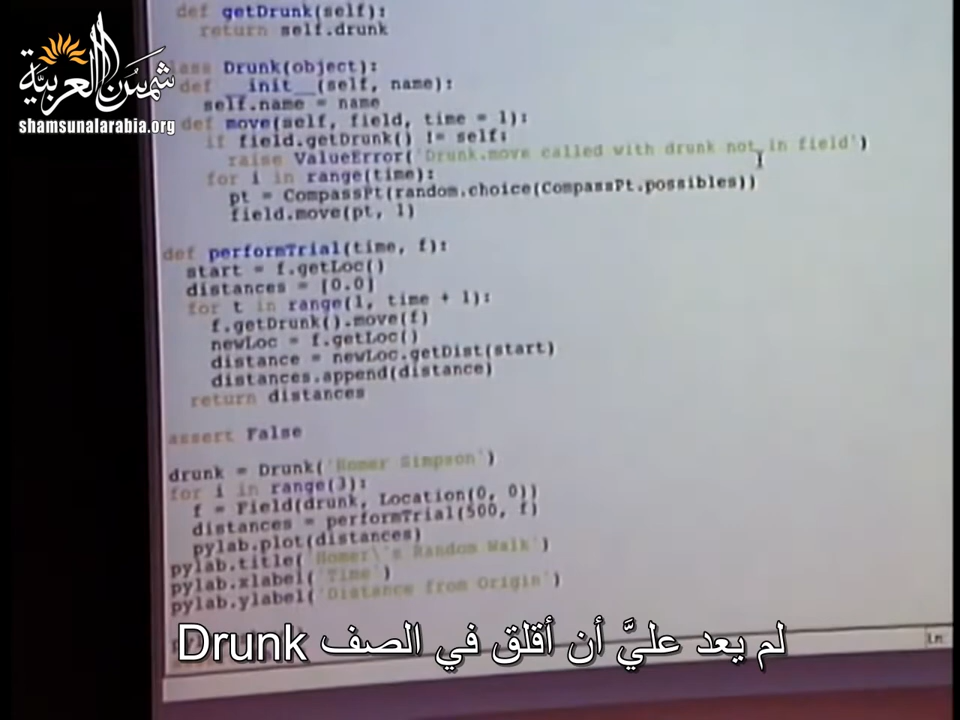 def getDrunk(self):
return self.drunk
شمس العربية
shamsunalarabia.org
class Drunk(object):
def __init__(self, name):
self.name = name
def move(self, field, time = 1):
if field.getDrunk() != self:
raise ValueError('Drunk.move called with drunk not in field')
for i in range(time):
pt = CompassPt(random.choice(CompassPt.possibles))
field.move(pt, 1)
def performTrial(time, f):
start = f.getLoc()
distances = [0.0]
for t in range(1, time + 1):
f.getDrunk().move(f)
newLoc = f.getLoc()
distance = newLoc.getDist(start)
distances.append(distance)
return distances
assert False
drunk = Drunk('Homer Simpson')
for i in range(3):
f = Field(drunk, Location(0, 0))
distances = performTrial(500, f)
pylab.plot(distances)
pylab.title('Homer\'s Random Walk')
pylab.xlabel('Time')
pylab.ylabel('Distance from Origin')
Ln:
لم يعد عليَّ أن أقلق في الصف Drunk